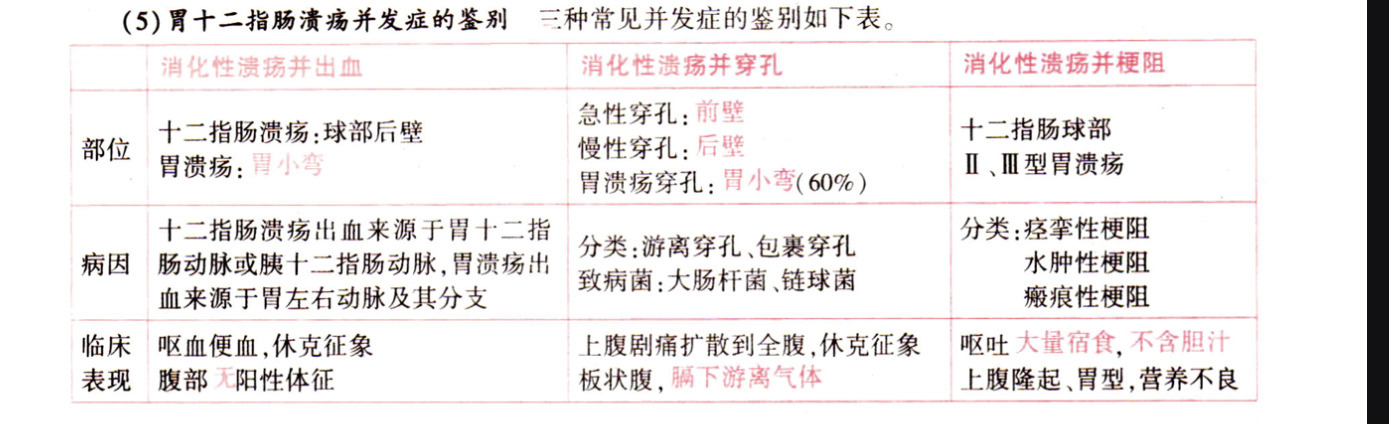 (5)胃十二指肠溃疡并发症的鉴别 三种常见并发症的鉴别如下表。
消化性溃疡并出血 消化性溃疡并穿孔 消化性溃疡并梗阻
部位
十二指肠溃疡:球部后壁
胃溃疡:胃小弯
急性穿孔:前壁
慢性穿孔:后壁
胃溃疡穿孔:胃小弯(60%)
十二指肠球部
Ⅱ、Ⅲ型胃溃疡
病因
十二指肠溃疡出血来源于胃十二指
肠动脉或胰十二指肠动脉,胃溃疡出
血来源于胃左右动脉及其分支
分类:游离穿孔、包裹穿孔
致病菌:大肠杆菌、链球菌
分类:痉挛性梗阻
水肿性梗阻
瘢痕性梗阻
临床
表现
呕血便血,休克征象
腹部无阳性体征
上腹剧痛扩散到全腹,休克征象
板状腹,膈下游离气体
呕吐大量宿食,不含胆汁
上腹隆起、胃型,营养不良